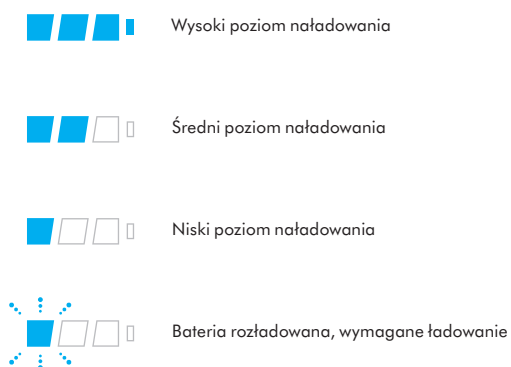 Wysoki poziom naładowania
Średni poziom naładowania
Niski poziom naładowania
Bateria rozładowana, wymagane ładowanie